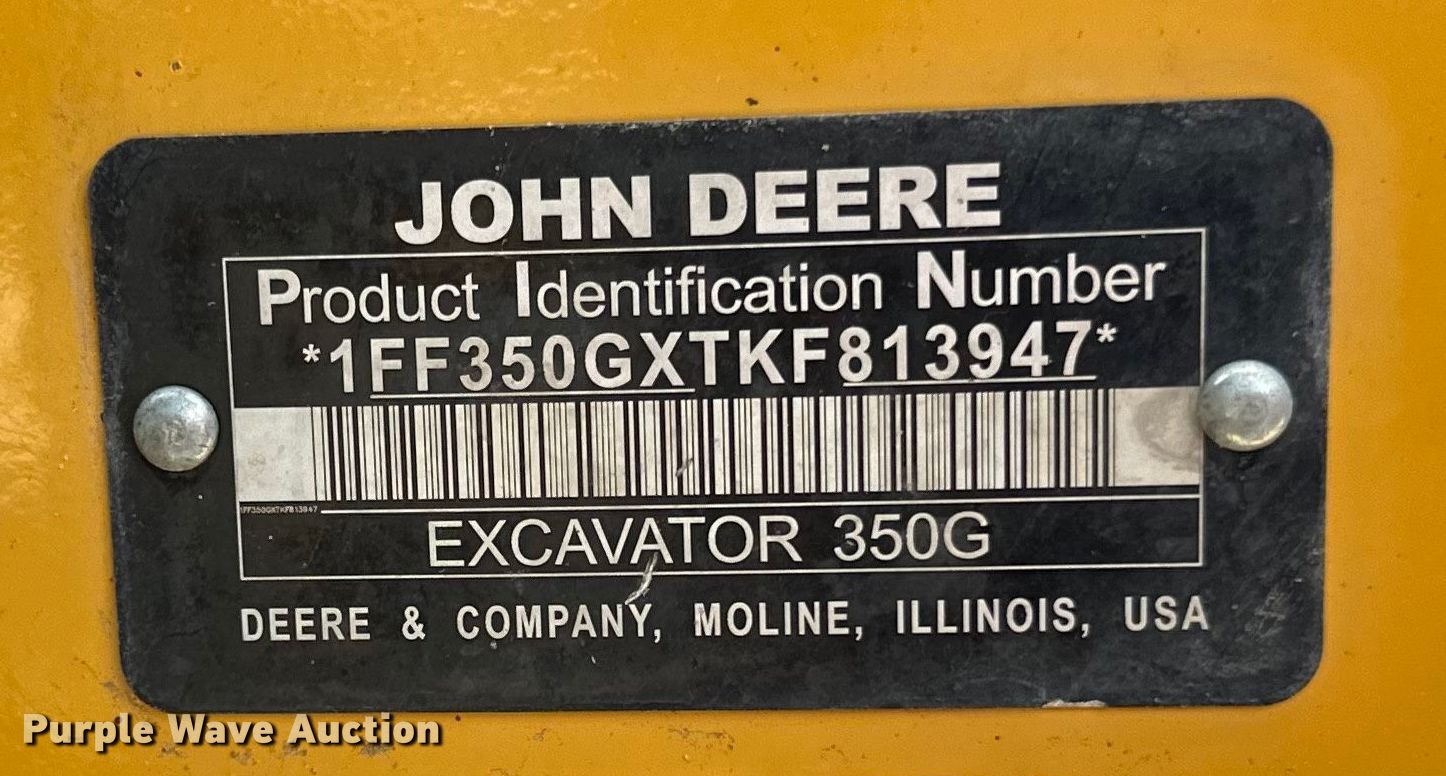 JOHN DEERE
Product Identification Number
*1FF350GXTKF813947*
1FF350GXTKF813947
EXCAVATOR 350G
DEERE & COMPANY, MOLINE, ILLINOIS, USA
Purple Wave Auction